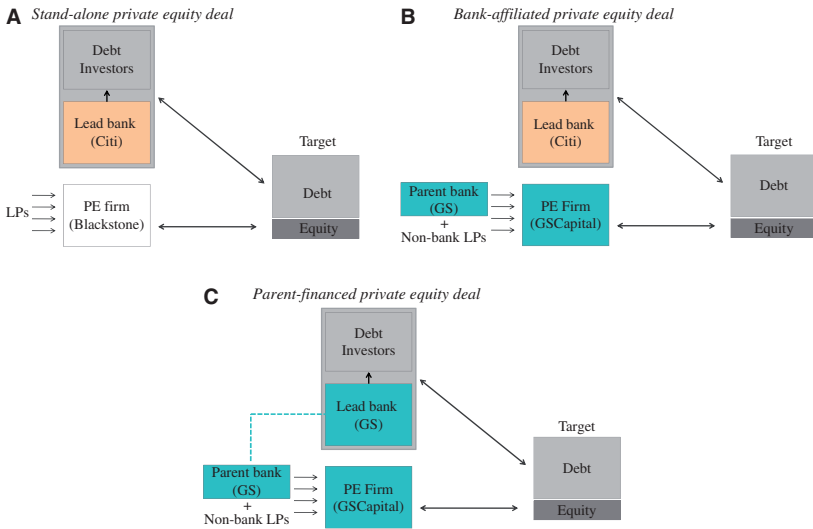 A
Stand-alone private equity deal
Debt
Investors
Lead bank
(Citi)
Target
Debt
Equity
LPs
PE firm
(Blackstone)
B
Bank-affiliated private equity deal
Debt
Investors
Lead bank
(Citi)
Target
Debt
Equity
Parent bank
(GS)
+
Non-bank LPs
PE Firm
(GSCapital)
C
Parent-financed private equity deal
Debt
Investors
Lead bank
(GS)
Target
Debt
Equity
Parent bank
(GS)
+
Non-bank LPs
PE Firm
(GSCapital)